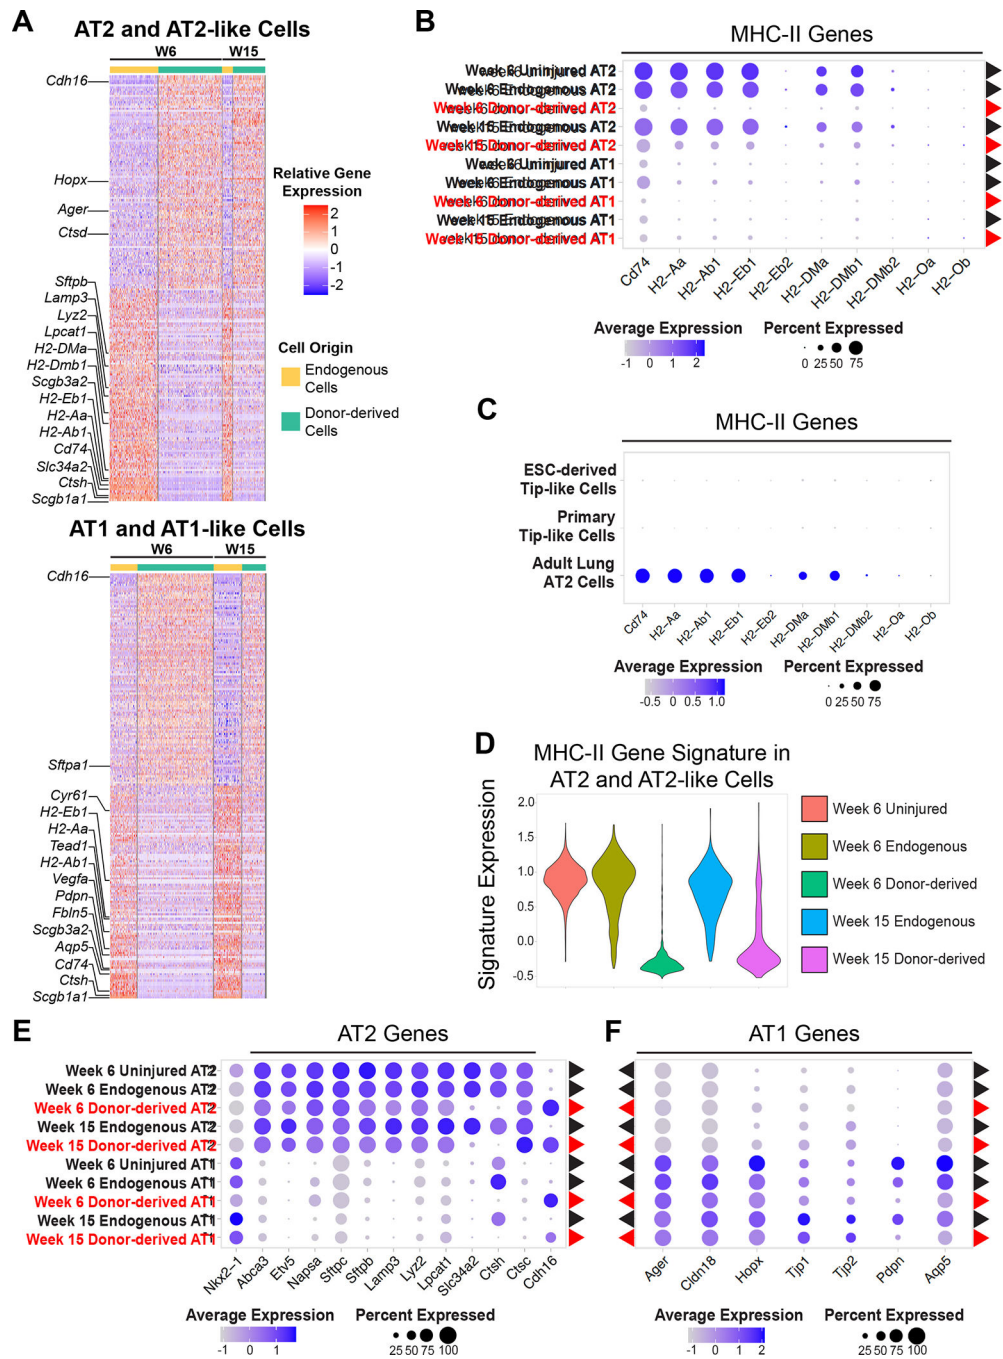 A
AT2 and AT2-like Cells
W6 W15
Cdh16
Hopx
Ager
Ctsd
Sftpb
Lamp3
Lyz2
Lpcat1
H2-DMa
H2-Dmb1
Scgb3a2
H2-Eb1
H2-Aa
H2-Ab1
Cd74
Slc34a2
Ctsh
Scgb1a1
Relative Gene
Expression
2
1
0
-1
-2
Cell Origin
Endogenous
Cells
Donor-derived
Cells
AT1 and AT1-like Cells
W6 W15
Cdh16
Sftpa1
Cyr61
H2-Eb1
H2-Aa
Tead1
H2-Ab1
Vegfa
Pdpn
Fbln5
Scgb3a2
Aqp5
Cd74
Ctsh
Scgb1a1
B
MHC-II Genes
Week 6 Uninjured AT2
Week 6 Endogenous AT2
Week 6 Donor-derived AT2
Week 15 Endogenous AT2
Week 15 Donor-derived AT2
Week 6 Uninjured AT1
Week 6 Endogenous AT1
Week 6 Donor-derived AT1
Week 15 Endogenous AT1
Week 15 Donor-derived AT1
Cd74 H2-Aa H2-Ab1 H2-Eb1 H2-Eb2 H2-DMa H2-DMb1 H2-DMb2 H2-Oa H2-Ob
Average Expression Percent Expressed
-1 0 1 2 0 25 50 75
C
MHC-II Genes
ESC-derived
Tip-like Cells
Primary
Tip-like Cells
Adult Lung
AT2 Cells
Cd74 H2-Aa H2-Ab1 H2-Eb1 H2-Eb2 H2-DMa H2-DMb1 H2-DMb2 H2-Oa H2-Ob
Average Expression Percent Expressed
-0.5 0 0.5 1.0 0 25 50 75
D
MHC-II Gene Signature in
AT2 and AT2-like Cells
Signature Expression
2.0
1.0
0.5
0.0
-0.5
Week 6 Uninjured
Week 6 Endogenous
Week 6 Donor-derived
Week 15 Endogenous
Week 15 Donor-derived
E
AT2 Genes
Week 6 Uninjured AT2
Week 6 Endogenous AT2
Week 6 Donor-derived AT2
Week 15 Endogenous AT2
Week 15 Donor-derived AT2
Week 6 Uninjured AT1
Week 6 Endogenous AT1
Week 6 Donor-derived AT1
Week 15 Endogenous AT1
Week 15 Donor-derived AT1
Nkx2-1 Abca3 Etv5 Napsa Sftpc Sftpb Lamp3 Lyz2 Lpcat1 Slc34a2 Ctsh Ctsc Cdh16
Average Expression Percent Expressed
-1 0 1 25 50 75 100
F
AT1 Genes
Ager Cldn18 Hopx Tjp1 Tjp2 Pdpn Aqp5
Average Expression Percent Expressed
-1 0 1 2 25 50 75 100